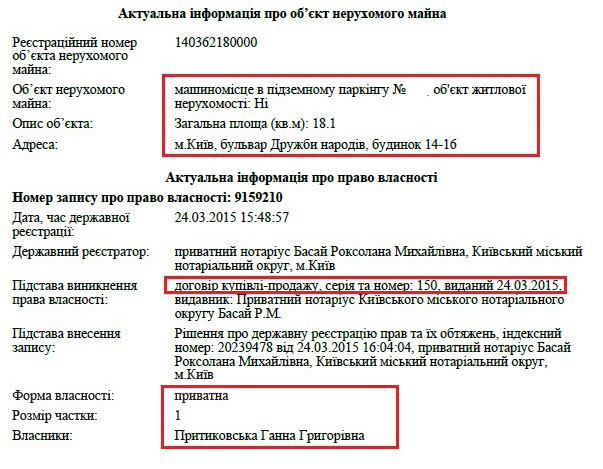 Актуальна інформація про об’єкт нерухомого майна
Реєстраційний номер об’єкта нерухомого майна: 140362180000
Об’єкт нерухомого майна: машиномісце в підземному паркінгу № , об'єкт житлової нерухомості: Ні
Опис об’єкта: Загальна площа (кв.м): 18.1
Адреса: м.Київ, бульвар Дружби народів, будинок 14-16
Актуальна інформація про право власності
Номер запису про право власності: 9159210
Дата, час державної реєстрації: 24.03.2015 15:48:57
Державний реєстратор: приватний нотаріус Басай Роксолана Михайлівна, Київський міський нотаріальний округ, м.Київ
Підстава виникнення права власності: договір купівлі-продажу, серія та номер: 150, виданий 24.03.2015, видавник: Приватний нотаріус Київського міського нотаріального округу Басай Р.М.
Підстава внесення запису: Рішення про державну реєстрацію прав та їх обтяжень, індексний номер: 20239478 від 24.03.2015 16:04:04, приватний нотаріус Басай Роксолана Михайлівна, Київський міський нотаріальний округ, м.Київ
Форма власності: приватна
Розмір частки: 1
Власники: Притиковська Ганна Григорівна